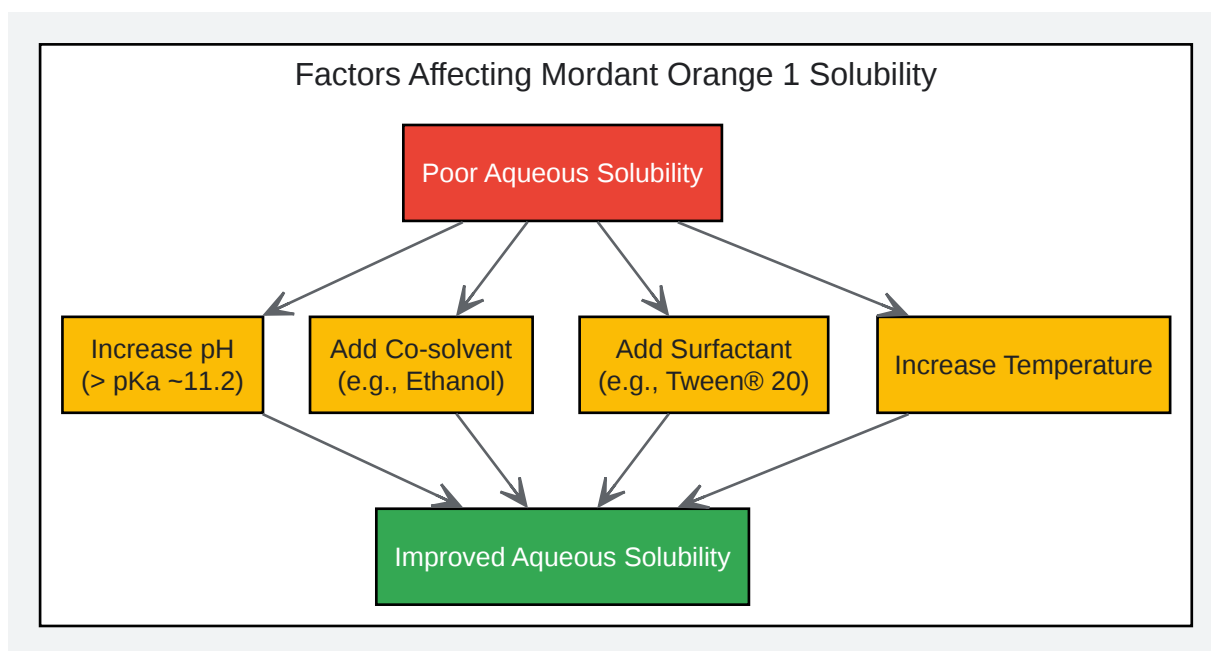 Factors Affecting Mordant Orange 1 Solubility
Poor Aqueous Solubility
Increase pH
(> pKa ~11.2)
Add Co-solvent
(e.g., Ethanol)
Add Surfactant
(e.g., Tween® 20)
Increase Temperature
Improved Aqueous Solubility